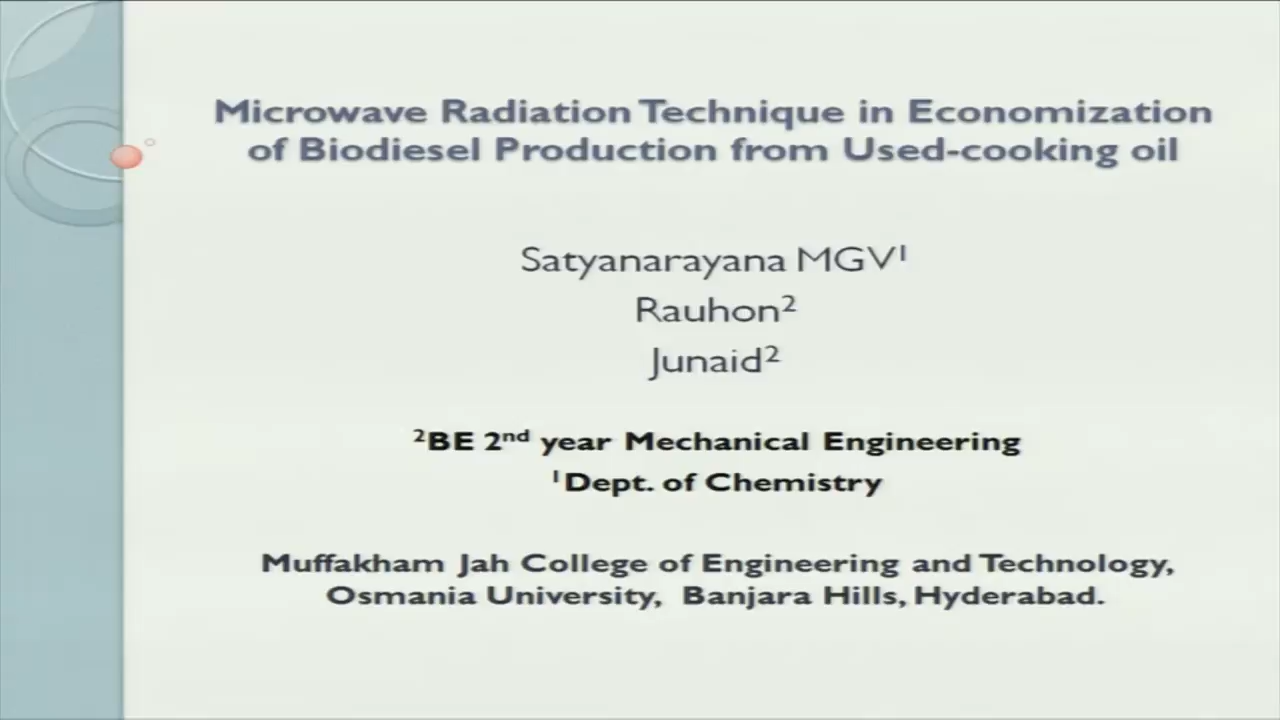 Microwave Radiation Technique in Economization
of Biodiesel Production from Used-cooking oil
Satyanarayana MGV¹
Rauhon²
Junaid²
²BE 2ⁿᵈ year Mechanical Engineering
¹Dept. of Chemistry
Muffakham Jah College of Engineering and Technology,
Osmania University, Banjara Hills, Hyderabad.